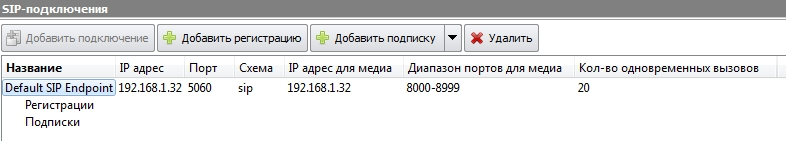 SIP-подключения
Добавить подключение Добавить регистрацию Добавить подписку Удалить
Название IP адрес Порт Схема IP адрес для медиа Диапазон портов для медиа Кол-во одновременных вызовов
Default SIP Endpoint 192.168.1.32 5060 sip 192.168.1.32 8000-8999 20
Регистрации
Подписки